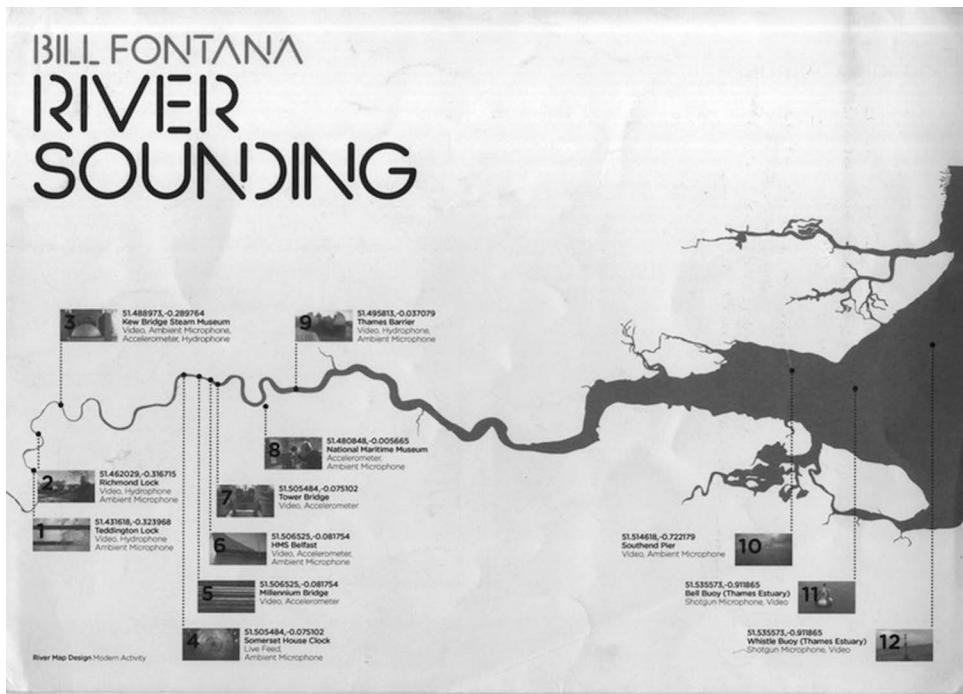 BILL FONTANA
RIVER
SOUNDING
3
51.488973,-0.289764
Kew Bridge Steam Museum
Video, Ambient Microphone,
Accelerometer, Hydrophone
9
51.495813,-0.037079
Thames Barrier
Video, Hydrophone,
Ambient Microphone
8
51.480848,-0.005665
National Maritime Museum
Accelerometer,
Ambient Microphone
2
51.462029,-0.316715
Richmond Lock
Video, Hydrophone
Ambient Microphone
7
51.505484,-0.075102
Tower Bridge
Video, Accelerometer
1
51.431618,-0.323968
Teddington Lock
Video, Hydrophone
Ambient Microphone
6
51.506525,-0.081754
HMS Belfast
Video, Accelerometer,
Ambient Microphone
51.514618,-0.722179
Southend Pier
Video, Ambient Microphone
10
5
51.506525,-0.081754
Millennium Bridge
Video, Accelerometer
51.535573,-0.911865
Bell Buoy (Thames Estuary)
Shotgun Microphone, Video
11
4
51.505484,-0.075102
Somerset House Clock
Live Feed,
Ambient Microphone
51.535573,-0.911865
Whistle Buoy (Thames Estuary)
Shotgun Microphone, Video
12
River Map Design Modern Activity